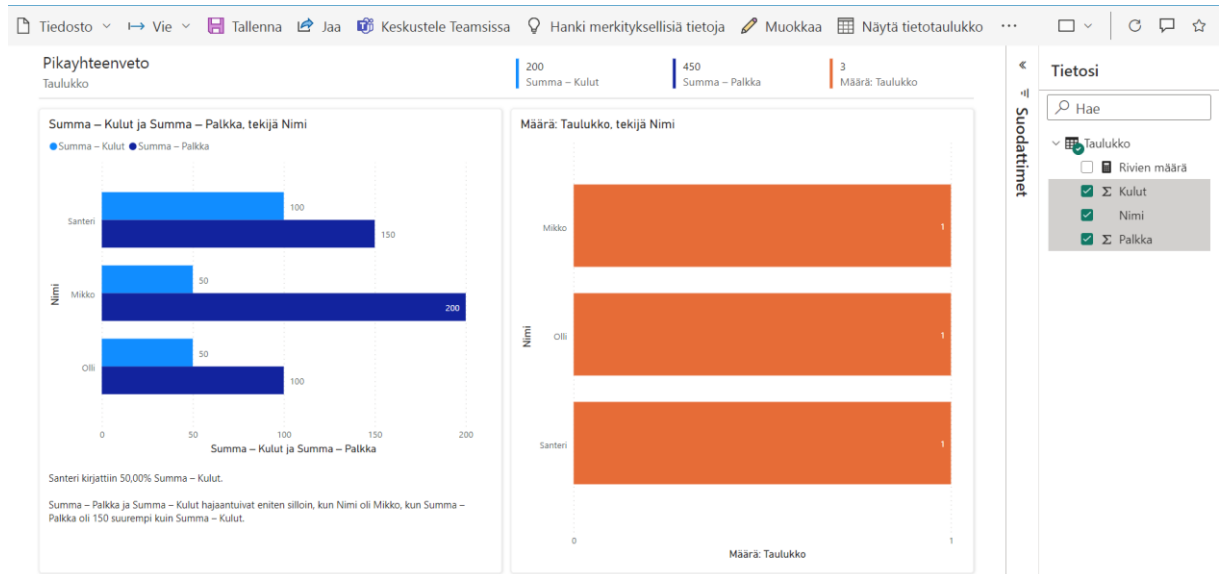 Tiedosto
Vie
Tallenna
Jaa
Keskustele Teamsissa
Hanki merkityksellisiä tietoja
Muokkaa
Näytä tietotaulukko
Pikayhteenveto
Taulukko
200
Summa – Kulut
450
Summa – Palkka
3
Määrä: Taulukko
Summa – Kulut ja Summa – Palkka, tekijä Nimi
Summa – Kulut
Summa – Palkka
Nimi
Santeri
100
150
Mikko
50
200
Olli
50
100
0
50
100
150
200
Summa – Kulut ja Summa – Palkka
Santeri kirjattiin 50,00% Summa – Kulut.
Summa – Palkka ja Summa – Kulut hajaantuivat eniten silloin, kun Nimi oli Mikko, kun Summa –
Palkka oli 150 suurempi kuin Summa – Kulut.
Määrä: Taulukko, tekijä Nimi
Nimi
Mikko
1
Olli
1
Santeri
1
0
1
Määrä: Taulukko
Suodattimet
Tietosi
Hae
Taulukko
Rivien määrä
Σ Kulut
Nimi
Σ Palkka